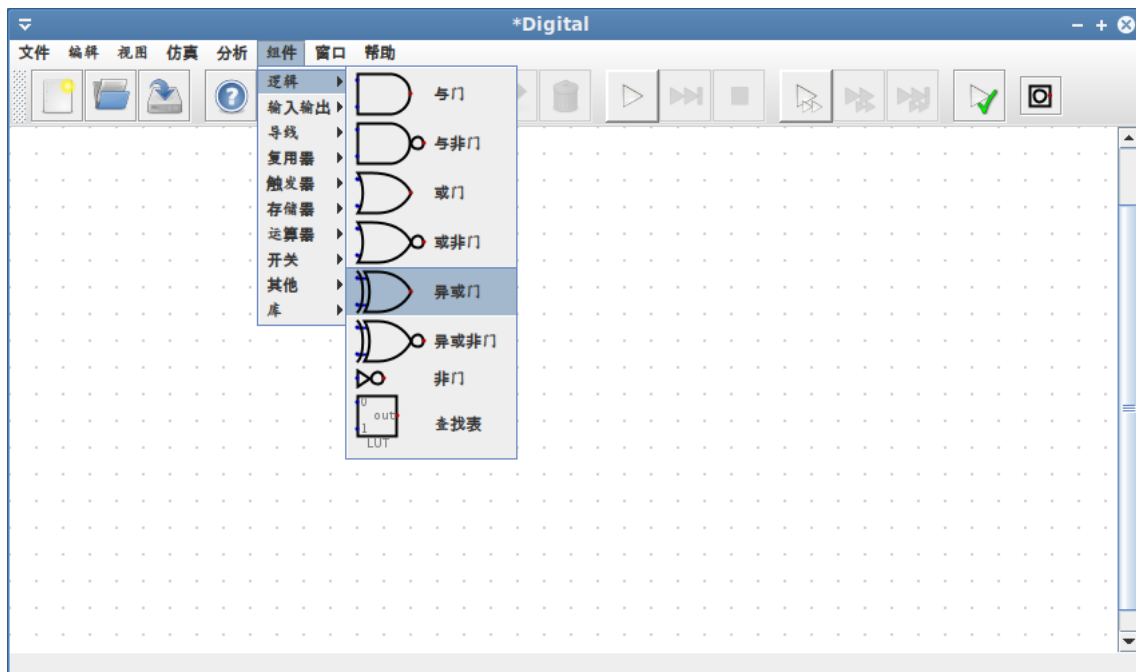 *Digital
文件 编辑 视图 仿真 分析 组件 窗口 帮助
逻辑
输入输出
导线
复用器
触发器
存储器
运算器
开关
其他
库
与门
与非门
或门
或非门
异或门
异或非门
非门
0
out
1
LUT
查找表